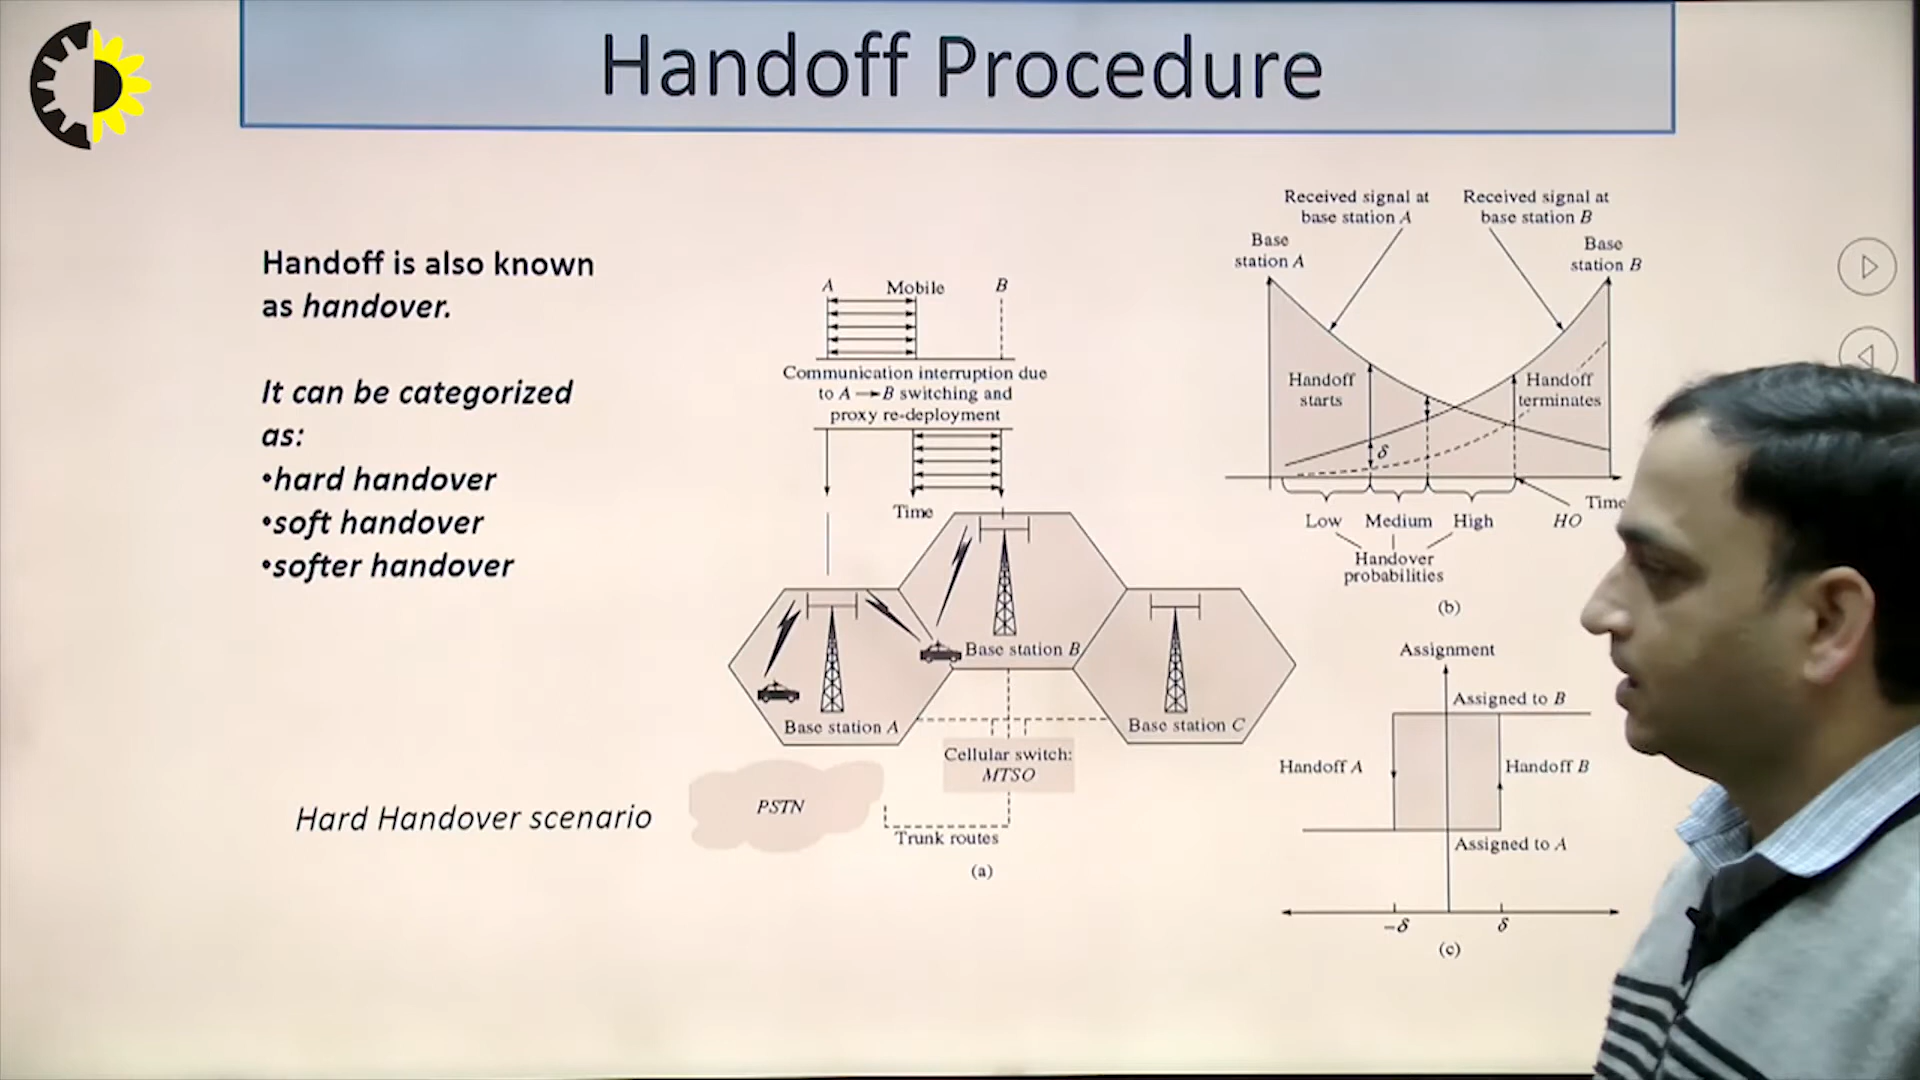 Handoff Procedure
Handoff is also known
as handover.
It can be categorized
as:
•hard handover
•soft handover
•softer handover
Hard Handover scenario
A Mobile B
Communication interruption due
to A → B switching and
proxy re-deployment
Time
Base station B
Base station A
Base station C
Cellular switch:
MTSO
PSTN
Trunk routes
(a)
Received signal at
base station A
Received signal at
base station B
Base
station A
Base
station B
Handoff
starts
Handoff
terminates
δ
Time
Low Medium High HO
Handover
probabilities
(b)
Assignment
Assigned to B
Handoff A
Handoff B
Assigned to A
−δ δ
(c)